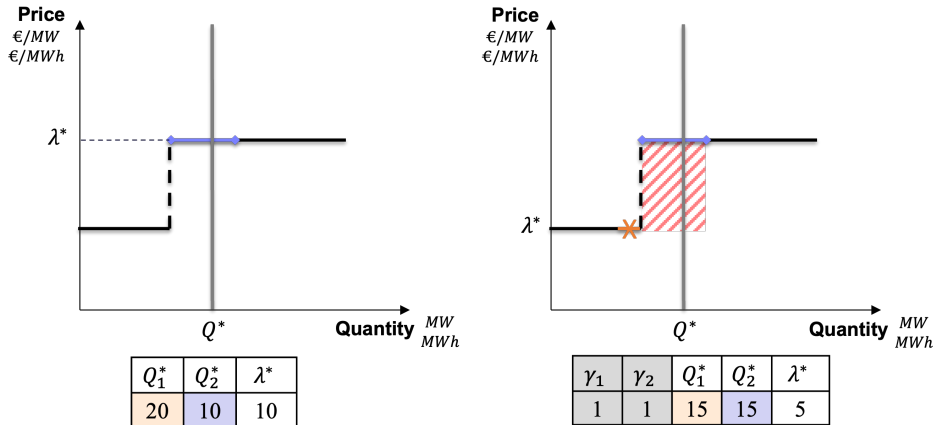 Price
€/MW
€/MWh
λ*
Q*
Quantity
MW
MWh
Q₁* Q₂* λ*
20 10 10
Price
€/MW
€/MWh
λ*
Q*
Quantity
MW
MWh
γ₁ γ₂ Q₁* Q₂* λ*
1 1 15 15 5